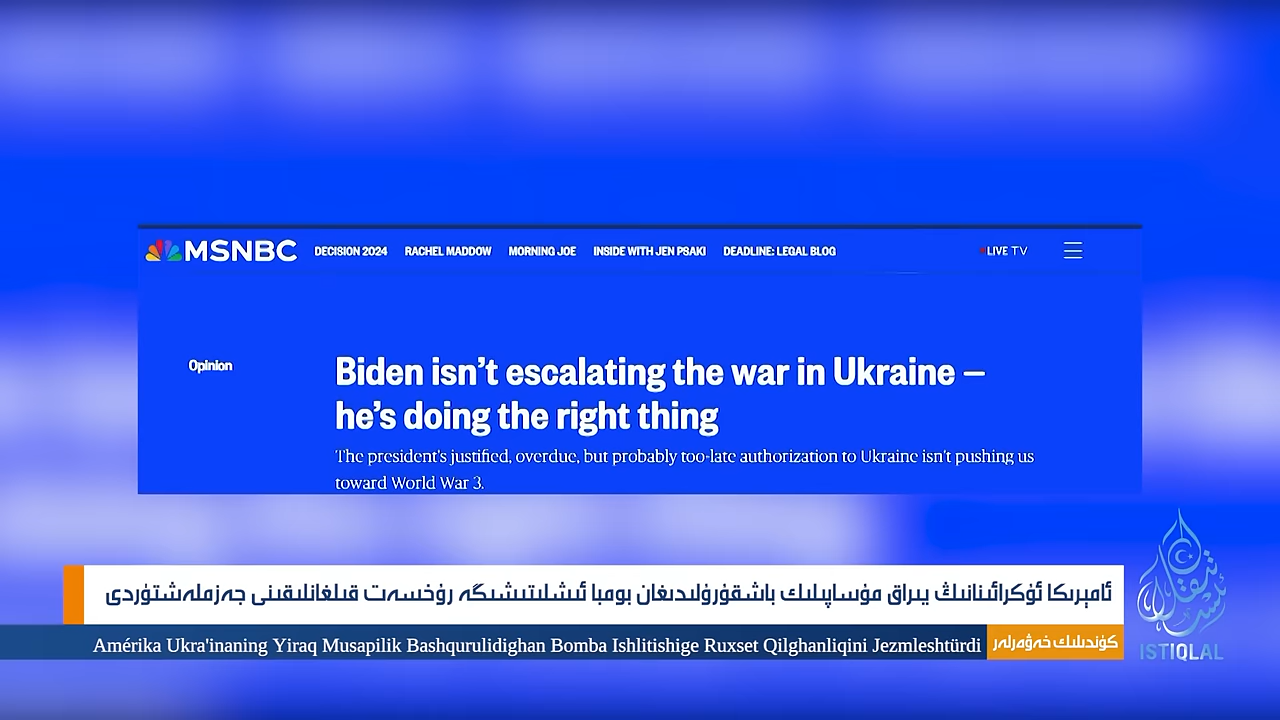 MSNBC DECISION 2024 RACHEL MADDOW MORNING JOE INSIDE WITH JEN PSAKI DEADLINE: LEGAL BLOG LIVE TV
Opinion
Biden isn't escalating the war in Ukraine –
he's doing the right thing
The president's justified, overdue, but probably too-late authorization to Ukraine isn't pushing us
toward World War 3.
ئامېرىكا ئۇكرائىنانىڭ يىراق مۇساپىلىك باشقۇرۇلىدىغان بومبا ئىشلىتىشىگە رۇخسەت قىلغانلىقىنى جەزملەشتۈردى
Amérika Ukra'inaning Yiraq Musapilik Bashqurulidighan Bomba Ishlitishige Ruxset Qilghanliqini Jezmleshtürdi
كۈندىلىك خەۋەرلەر
ئىستىقلال
ISTIQLAL